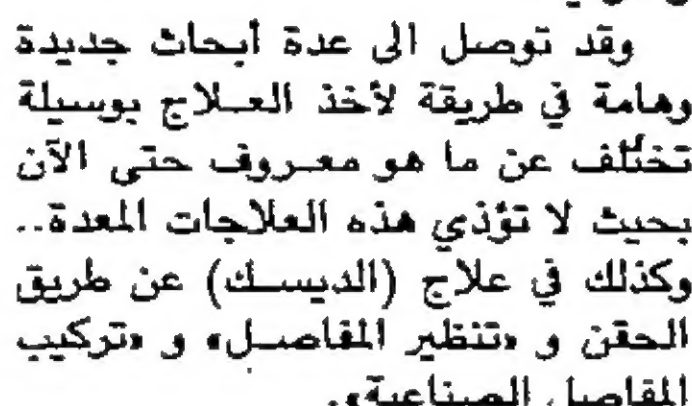 وقد توصل الى عدة أبحاث جديدة
وهامة في طريقة لأخذ العـلاج بوسيلة
تختلف عن ما هو معـروف حتى الآن
بحيث لا تؤذي هذه العلاجات المعدة..
وكذلك في علاج (الديسـك) عن طريق
الحقن و «تنظير المفاصـل» و «تركيب
المفاصل الصناعية».